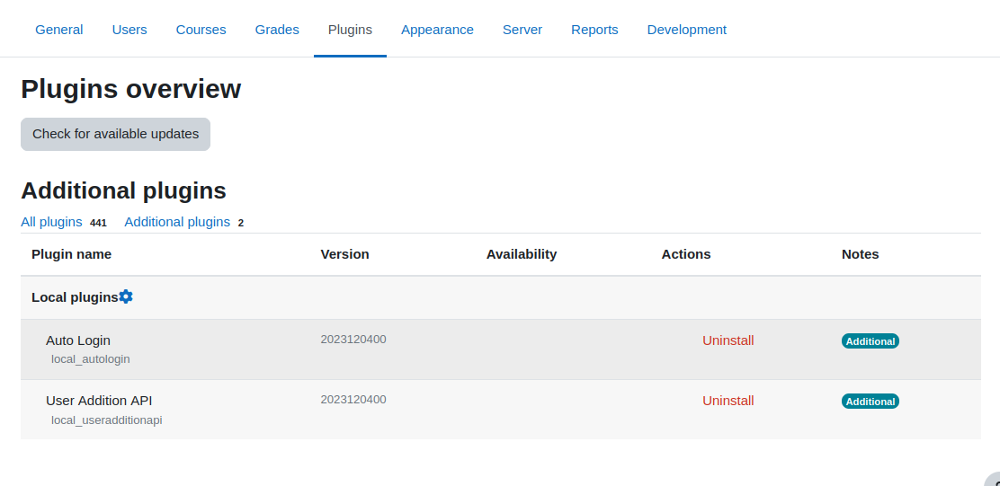 General Users Courses Grades Plugins Appearance Server Reports Development
Plugins overview
Check for available updates
Additional plugins
All plugins 441 Additional plugins 2
Plugin name Version Availability Actions Notes
Local plugins
Auto Login 2023120400 Uninstall Additional
local_autologin
User Addition API 2023120400 Uninstall Additional
local_useradditionapi